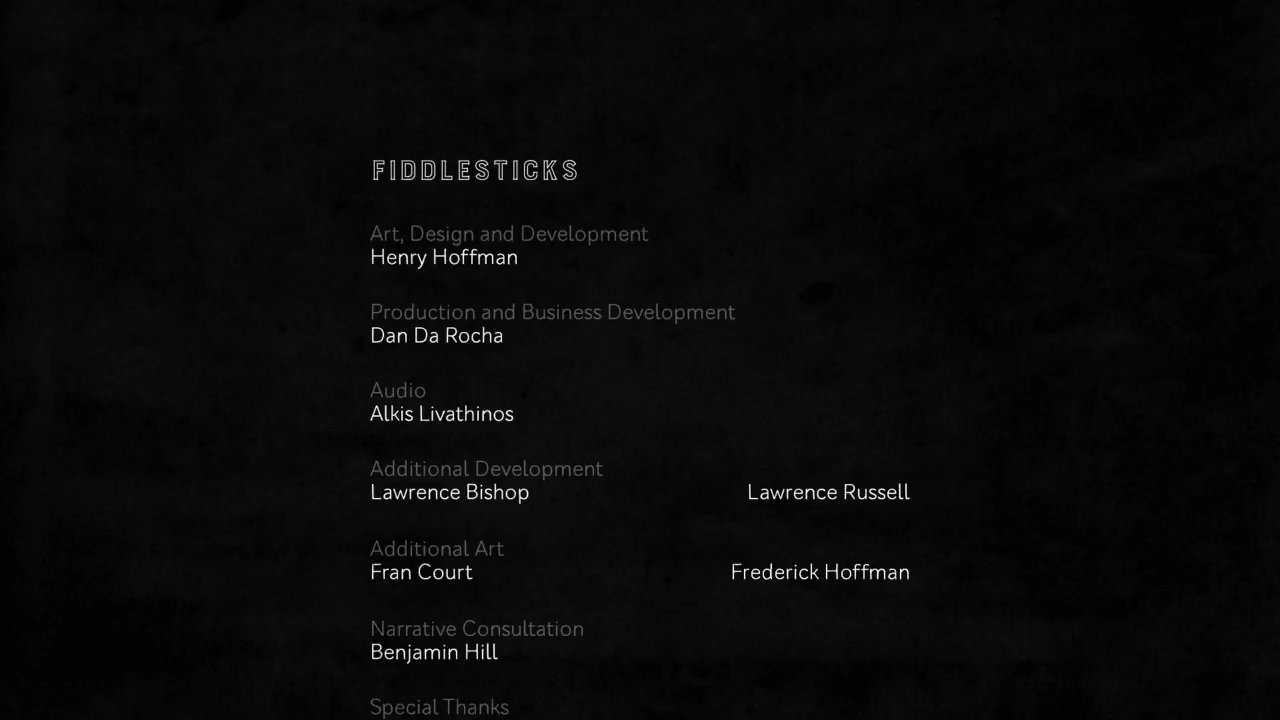 FIDDLESTICKS
Art, Design and Development
Henry Hoffman
Production and Business Development
Dan Da Rocha
Audio
Alkis Livathinos
Additional Development
Lawrence Bishop Lawrence Russell
Additional Art
Fran Court Frederick Hoffman
Narrative Consultation
Benjamin Hill
Special Thanks